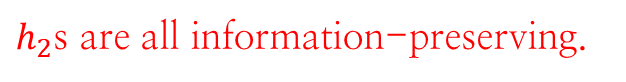 h₂s are all information-preserving.